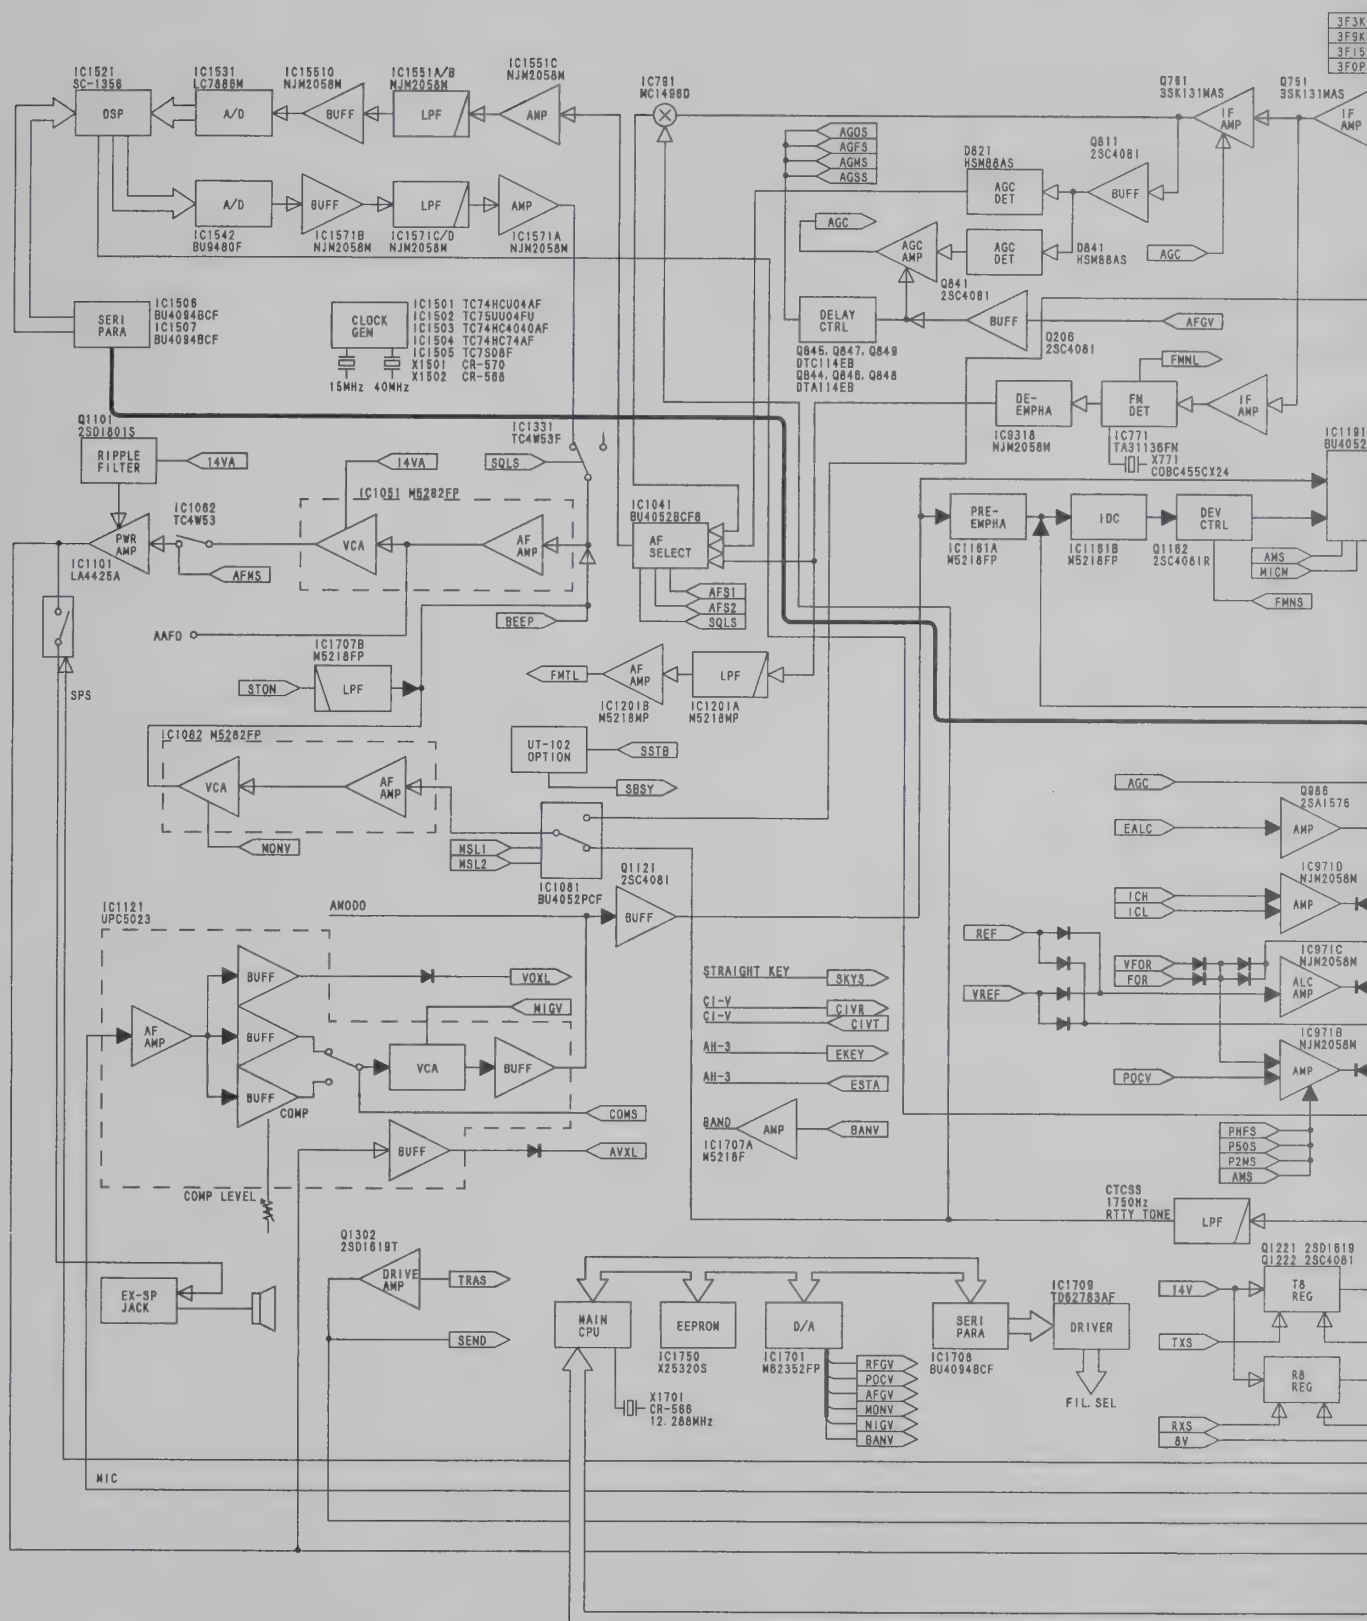 3F3K
3F9K
3F15
3F0P
IC1521
SC-1356
DSP
IC1531
LC7886M
A/D
IC1551D
NJM2058M
BUFF
IC1551A/B
NJM2058M
LPF
IC1551C
NJM2058M
AMP
IC791
MC1496D
Q761
3SK131MAS
IF
AMP
Q751
3SK131MAS
IF
AMP
AGOS
AGFS
AGMS
AGSS
D821
HSM88AS
AGC
DET
Q811
2SC4081
BUFF
A/D
IC1542
BU9480F
BUFF
IC1571B
NJM2058M
LPF
IC1571C/D
NJM2058M
AMP
IC1571A
NJM2058M
AGC
AGC
AMP
Q841
2SC4081
AGC
DET
D841
HSM88AS
AGC
SERI
PARA
IC1506
BU4094BCF
IC1507
BU4094BCF
CLOCK
GEN
15MHz 40MHz
IC1501 TC74HCU04AF
IC1502 TC7SUU04FU
IC1503 TC74HC4040AF
IC1504 TC74HC74AF
IC1505 TC7S08F
X1501 CR-570
X1502 CR-568
DELAY
CTRL
Q845, Q847, Q849
DTC114EB
Q844, Q846, Q848
DTA114EB
BUFF
Q206
2SC4081
AFGV
FMNL
DE-
EMPHA
IC931B
NJM2058M
FM
DET
IC771
TA31136FN
X771
CDBC455CX24
IF
AMP
Q1101
2SD1801S
RIPPLE
FILTER
14VA
14VA
IC1331
TC4W53F
SQLS
IC1191
BU4052
IC1062
TC4W53
PWR
AMP
IC1101
LA4425A
AFMS
IC1051 M5282FP
VCA
AF
AMP
IC1041
BU4052BCF6
AF
SELECT
PRE-
EMPHA
IC1161A
M5218FP
IDC
IC1161B
M5218FP
DEV
CTRL
Q1162
2SC4081R
AMS
MICM
FMNS
AAFO
BEEP
AFS1
AFS2
SQLS
SPS
IC1707B
M5218FP
STON
LPF
FMTL
AF
AMP
IC1201B
M5218MP
LPF
IC1201A
M5218MP
IC1082 M5282FP
VCA
AF
AMP
MONV
UT-102
OPTION
SSTB
SBSY
MSL1
MSL2
IC1081
BU4052PCF
AGC
EALC
Q986
2SA1576
AMP
Q1121
2SC4081
BUFF
ICH
ICL
IC971D
NJM2058M
AMP
IC1121
UPC5023
AMODO
BUFF
VOXL
MIGV
REF
VREF
VFOR
FOR
IC971C
NJM2058M
ALC
AMP
STRAIGHT KEY
SKYS
CI-V
CIVR
CI-V
CIVT
AF
AMP
BUFF
VCA
BUFF
AH-3
EKEY
AH-3
ESTA
POCV
IC971B
NJM2058M
AMP
BUFF
COMP
COMS
BAND
AMP
BANV
IC1707A
M5218F
PHFS
P50S
P2MS
AMS
BUFF
AVXL
COMP LEVEL
CTCSS
1750Hz
RTTY TONE
LPF
Q1302
2SD1619T
DRIVE
AMP
TRAS
SEND
EX-SP
JACK
MAIN
CPU
EEPROM
IC1750
X25320S
D/A
IC1701
M62352FP
SERI
PARA
IC1708
BU4094BCF
IC1709
TD62783AF
DRIVER
FIL.SEL
Q1221 2SD1619
Q1222 2SC4081
14V
T8
REG
TXS
R8
REG
RXS
8V
X1701
CR-566
12.288MHz
RFGV
POCV
AFGV
MONV
NIGV
BANV
MIC